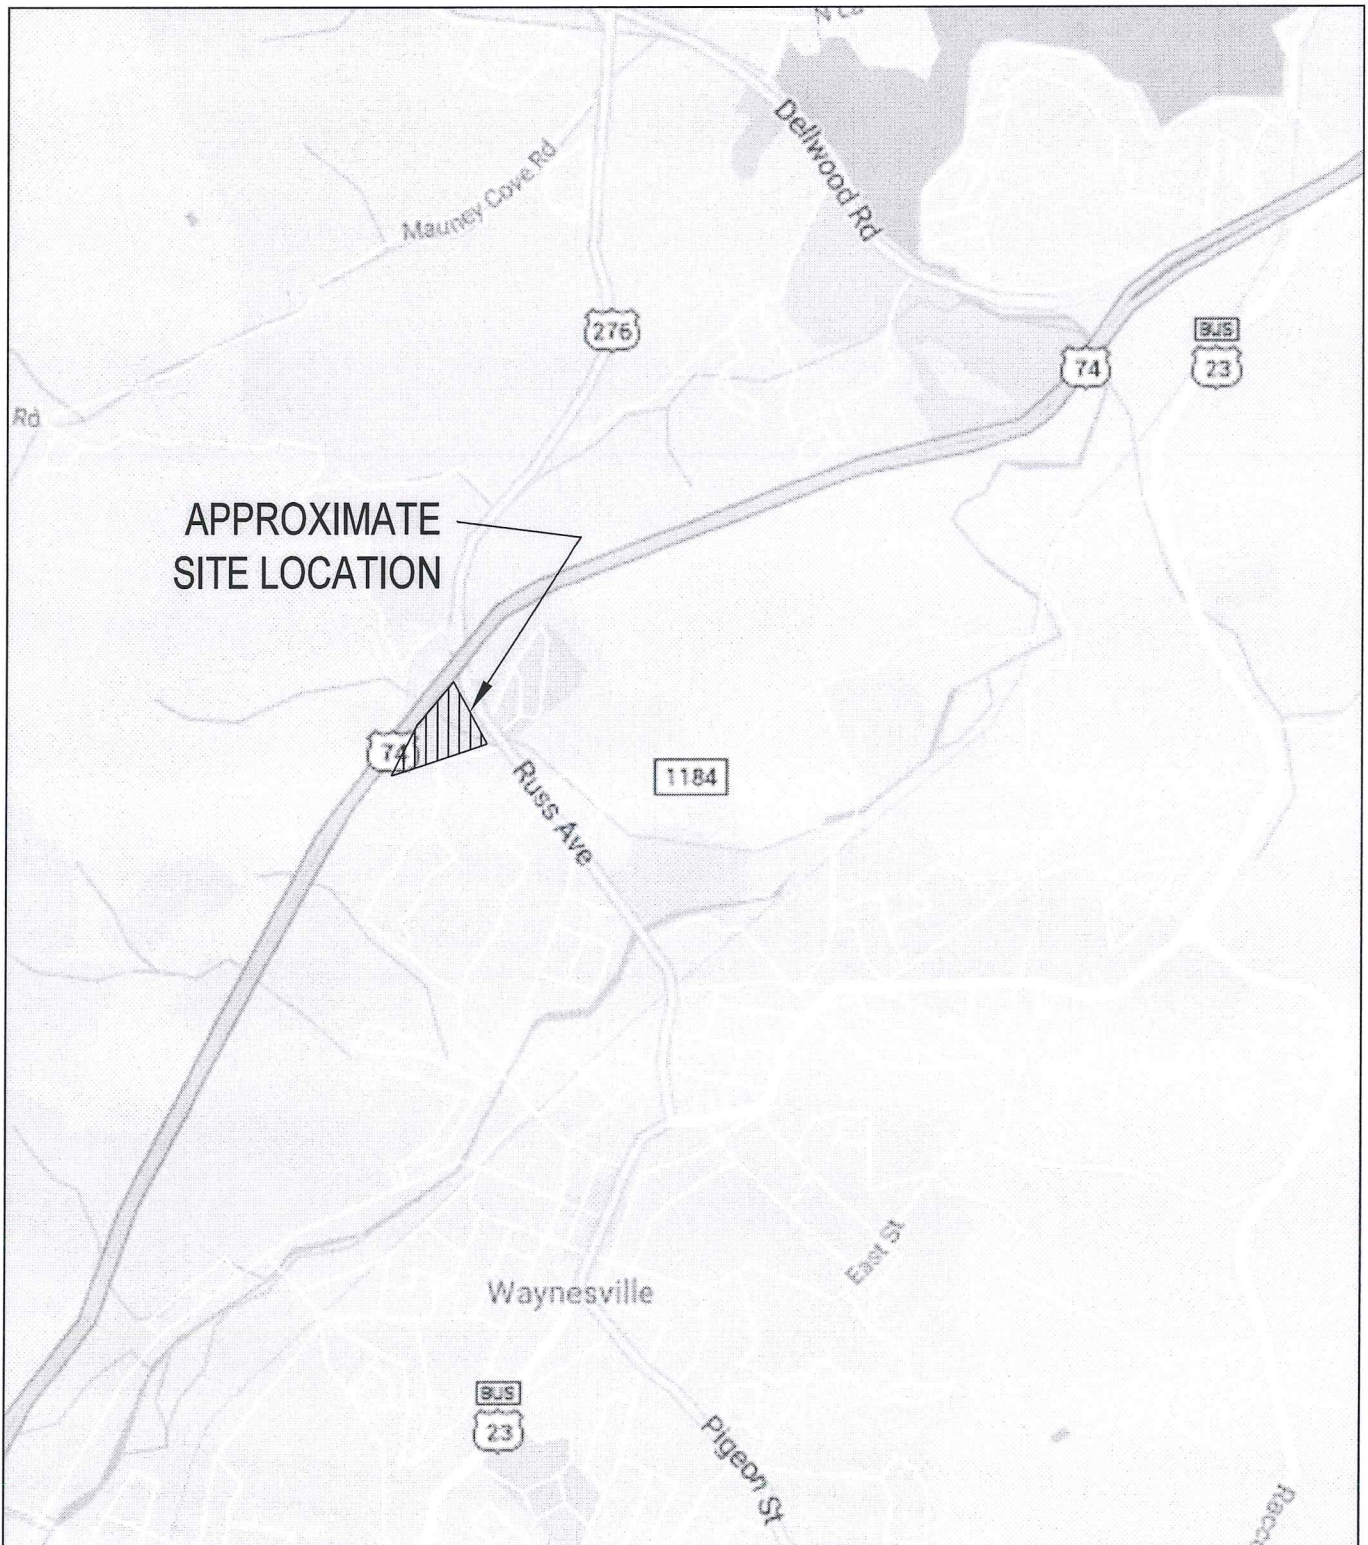 Dellwood Rd
Mauney Cove Rd
276
BUS
23
74
Rd
APPROXIMATE
SITE LOCATION
74
1184
Russ Ave
East St
Waynesville
BUS
23
Pigeon St